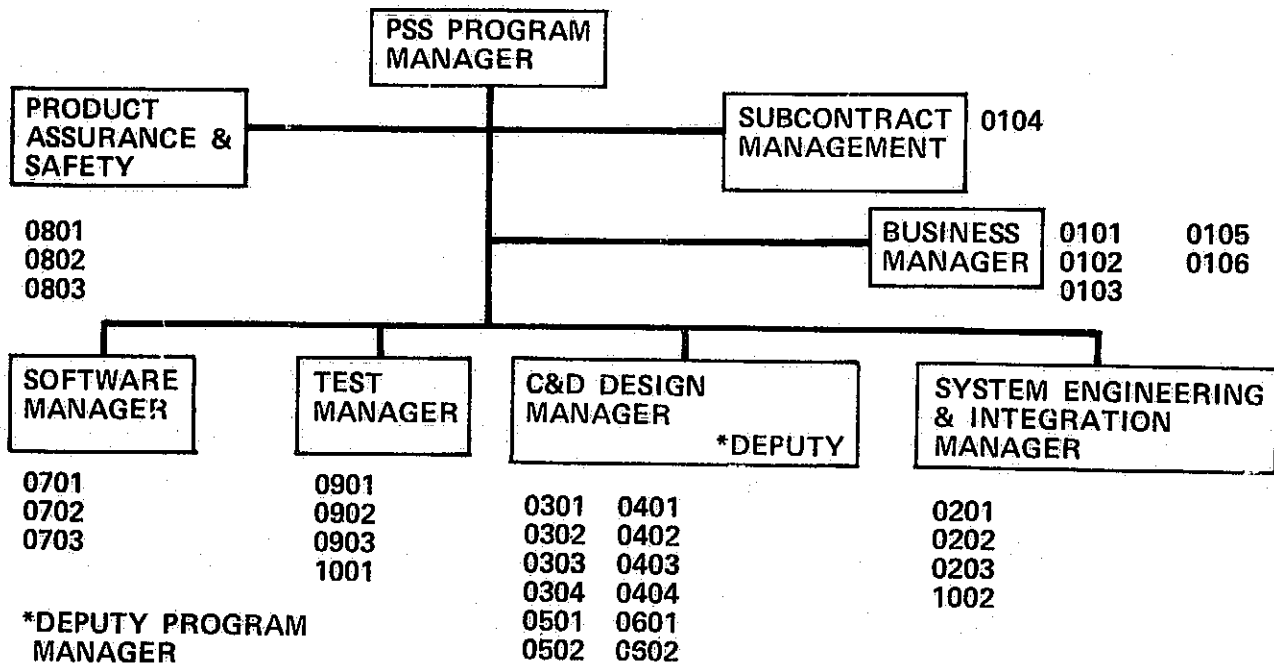 PSS PROGRAM
MANAGER
PRODUCT
ASSURANCE &
SAFETY
0801
0802
0803
SUBCONTRACT
MANAGEMENT
0104
BUSINESS
MANAGER
0101 0105
0102 0106
0103
SOFTWARE
MANAGER
0701
0702
0703
TEST
MANAGER
0901
0902
0903
1001
C&D DESIGN
MANAGER
*DEPUTY
0301 0401
0302 0402
0303 0403
0304 0404
0501 0601
0502 0602
SYSTEM ENGINEERING
& INTEGRATION
MANAGER
0201
0202
0203
1002
*DEPUTY PROGRAM
MANAGER